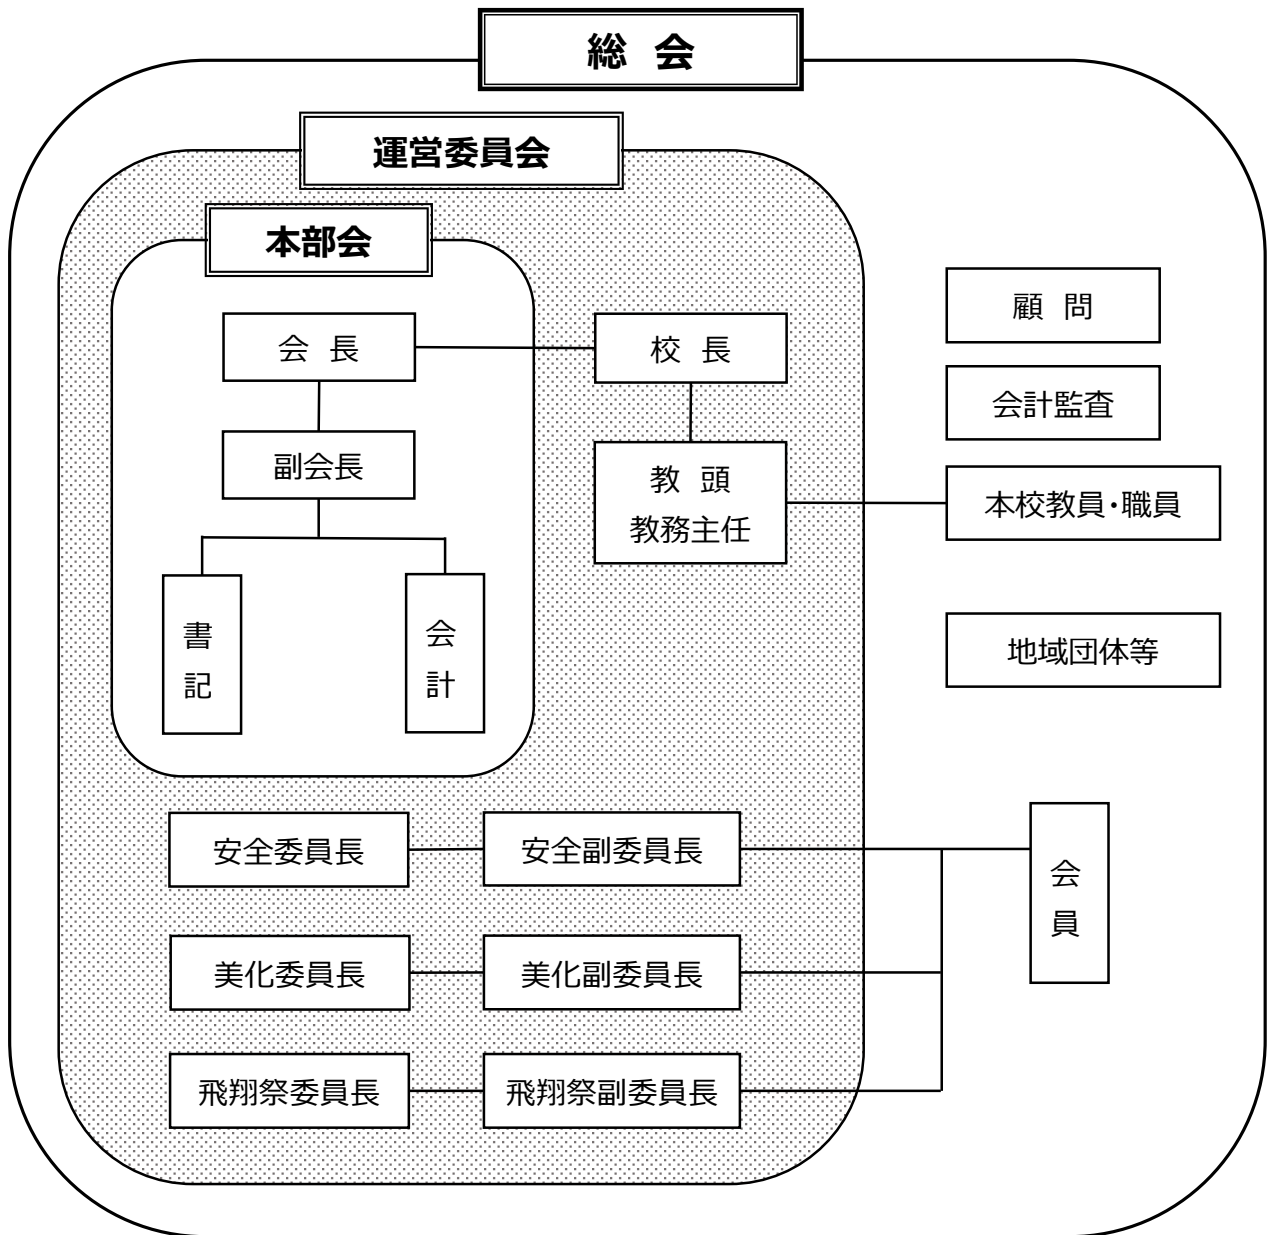 総 会
運営委員会
本部会
会 長
副会長
書
記
会
計
校 長
教 頭
教務主任
顧 問
会計監査
本校教員・職員
地域団体等
安全委員長
安全副委員長
美化委員長
美化副委員長
飛翔祭委員長
飛翔祭副委員長
会
員